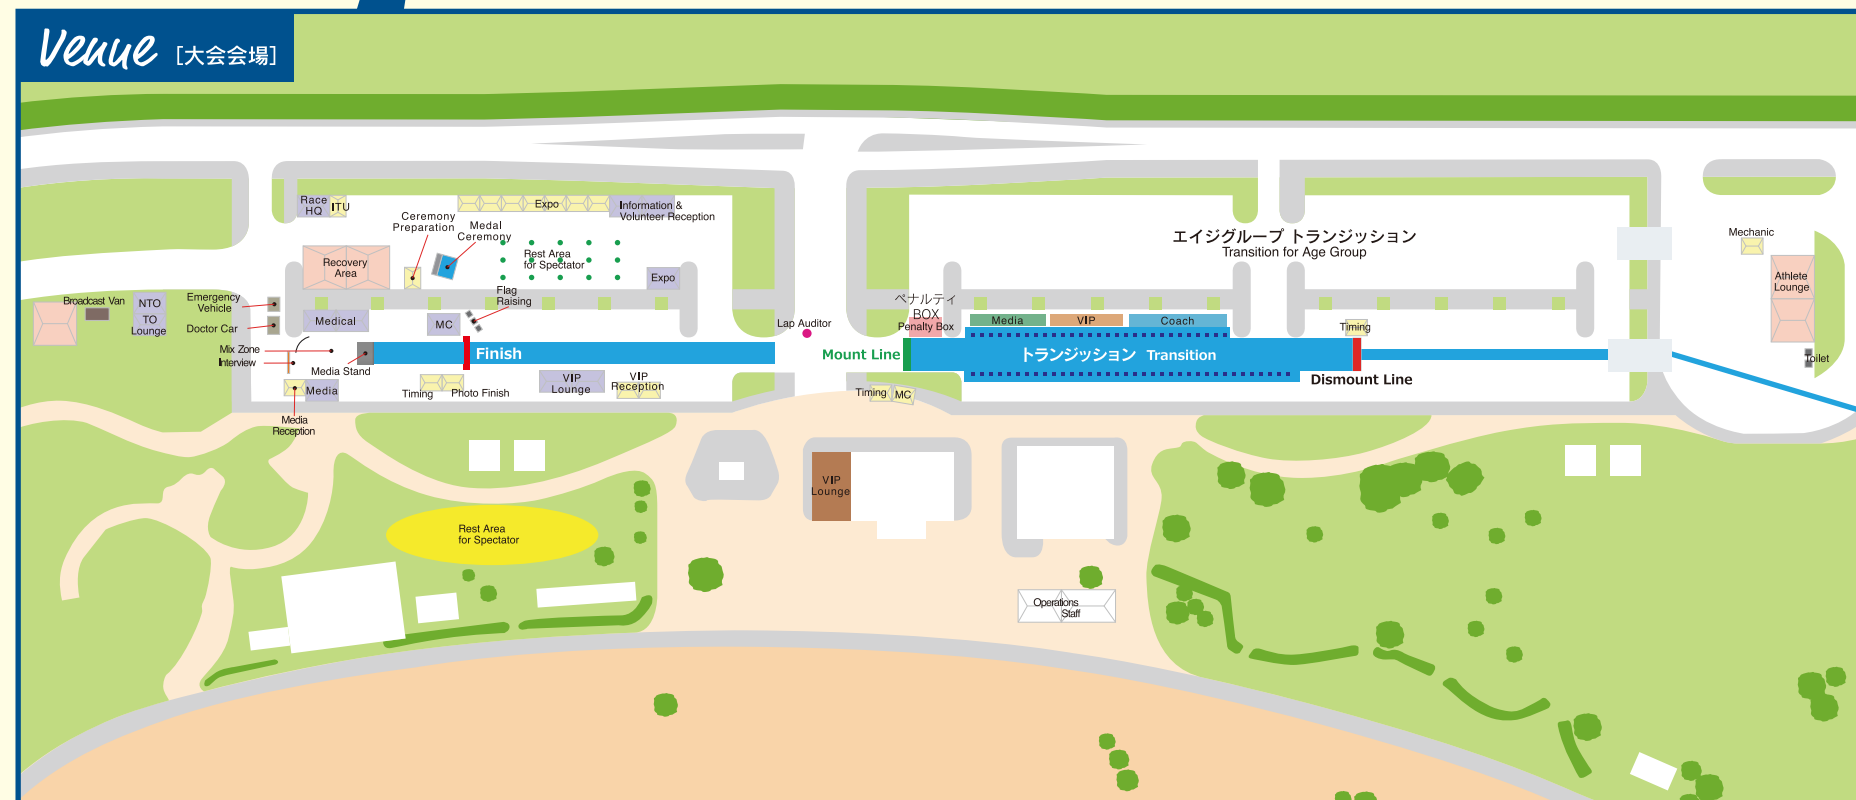 Venue [大会会場]
Race
HQ
ITU
Expo
Information &
Volunteer Reception
Ceremony
Preparation
Medal
Ceremony
Recovery
Area
Rest Area
for Spectator
Expo
Flag
Raising
Broadcast Van
NTO
TO
Lounge
Emergency
Vehicle
Doctor Car
Medical
MC
Mix Zone
Interview
Media Stand
Finish
Media
Media
Reception
Timing
Photo Finish
VIP
Lounge
VIP
Reception
Lap Auditor
Mount Line
ペナルティ
BOX
Penalty Box
エイジグループ トランジッション
Transition for Age Group
Media
VIP
Coach
Timing
トランジッション Transition
Dismount Line
Timing
MC
Mechanic
Athlete
Lounge
Toilet
VIP
Lounge
Rest Area
for Spectator
Operations
Staff